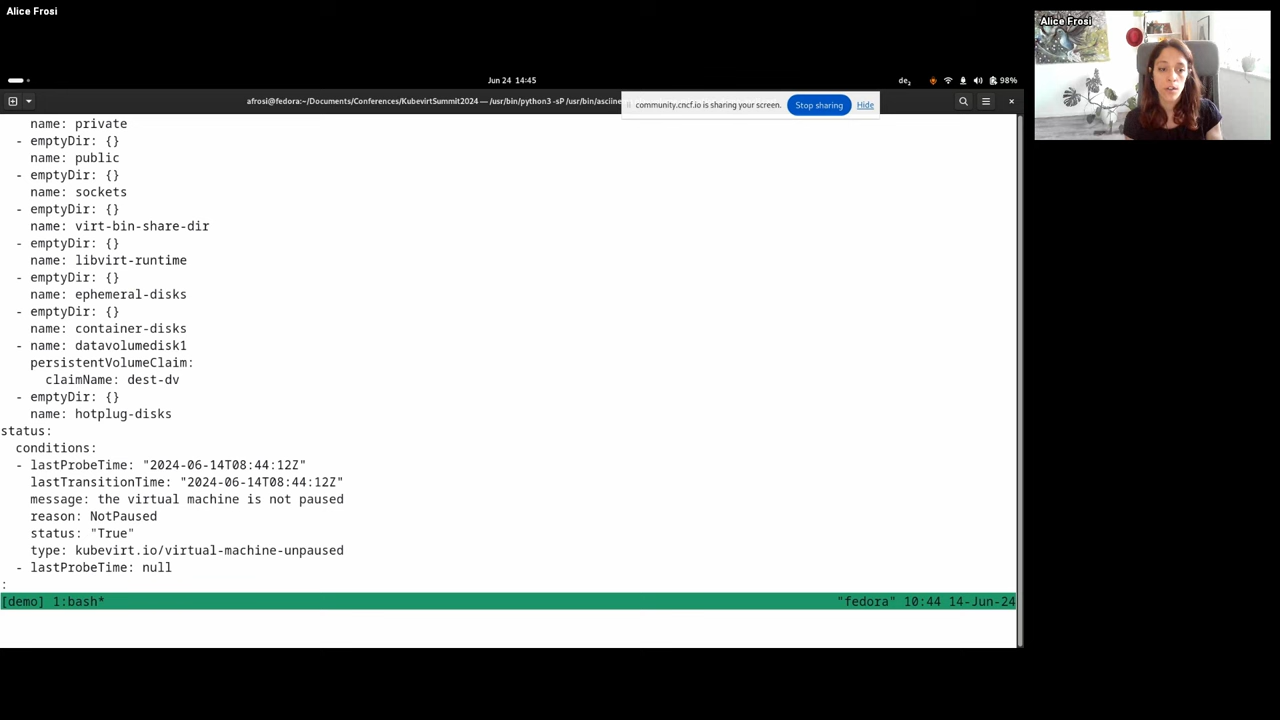 Alice Frosi
Alice Frosi
Jun 24 14:45
de₂
98%
afrosi@fedora:~/Documents/Conferences/KubevirtSummit2024 — /usr/bin/python3 -sP /usr/bin/asciine
community.cncf.io is sharing your screen.
Stop sharing
Hide
name: private
- emptyDir: {}
name: public
- emptyDir: {}
name: sockets
- emptyDir: {}
name: virt-bin-share-dir
- emptyDir: {}
name: libvirt-runtime
- emptyDir: {}
name: ephemeral-disks
- emptyDir: {}
name: container-disks
- name: datavolumedisk1
persistentVolumeClaim:
claimName: dest-dv
- emptyDir: {}
name: hotplug-disks
status:
conditions:
- lastProbeTime: "2024-06-14T08:44:12Z"
lastTransitionTime: "2024-06-14T08:44:12Z"
message: the virtual machine is not paused
reason: NotPaused
status: "True"
type: kubevirt.io/virtual-machine-unpaused
- lastProbeTime: null
:
[demo] 1:bash*
"fedora" 10:44 14-Jun-24